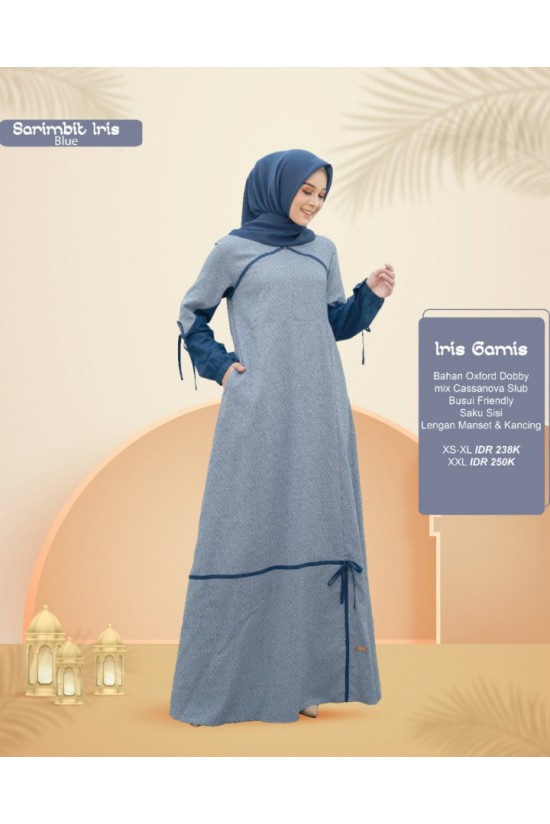 Sarimbit Iris
Blue
Iris Gamis
Bahan Oxford Dobby
mix Cassanova Slub
Busui Friendly
Saku Sisi
Lengan Manset & Kancing
XS-XL IDR 238K
XXL IDR 250K